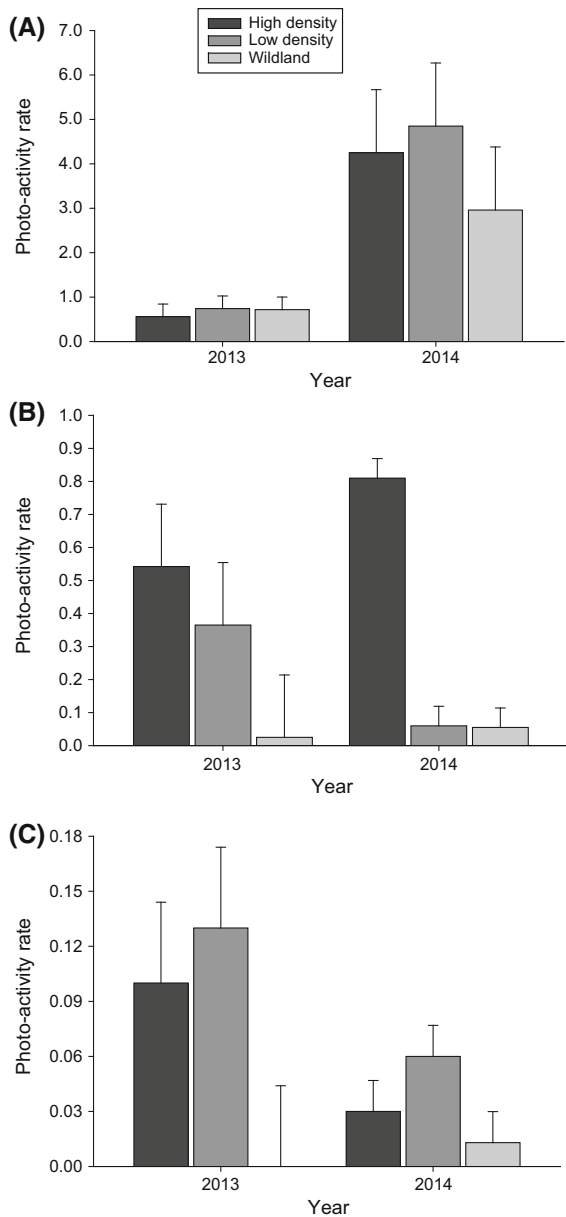 (A)
High density
Low density
Wildland
7.0
6.0
5.0
4.0
3.0
2.0
1.0
0.0
Photo-activity rate
2013
2014
Year
(B)
1.0
0.9
0.8
0.7
0.6
0.5
0.4
0.3
0.2
0.1
0.0
Photo-activity rate
2013
2014
Year
(C)
0.18
0.15
0.12
0.09
0.06
0.03
0.00
Photo-activity rate
2013
2014
Year